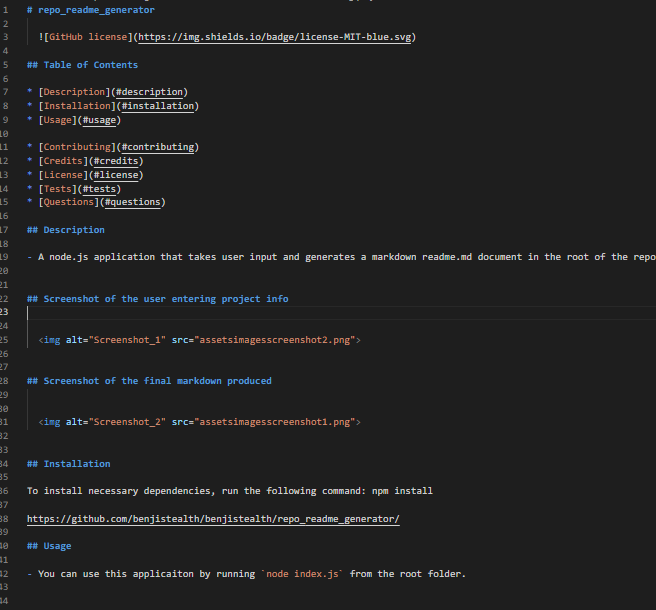 1 # repo_readme_generator
2
3 ![GitHub license](https://img.shields.io/badge/license-MIT-blue.svg)
4
5 ## Table of Contents
6
7 * [Description](#description)
8 * [Installation](#installation)
9 * [Usage](#usage)
10
11 * [Contributing](#contributing)
12 * [Credits](#credits)
13 * [License](#license)
14 * [Tests](#tests)
15 * [Questions](#questions)
16
17 ## Description
18
19 - A node.js application that takes user input and generates a markdown readme.md document in the root of the repo
20
21
22 ## Screenshot of the user entering project info
23
24
25 <img alt="Screenshot_1" src="assetsimagesscreenshot2.png">
26
27
28 ## Screenshot of the final markdown produced
29
30
31 <img alt="Screenshot_2" src="assetsimagesscreenshot1.png">
32
33
34 ## Installation
35
36 To install necessary dependencies, run the following command: npm install
37
38 https://github.com/benjistealth/benjistealth/repo_readme_generator/
39
40 ## Usage
41
42 - You can use this applicaiton by running `node index.js` from the root folder.
43
44